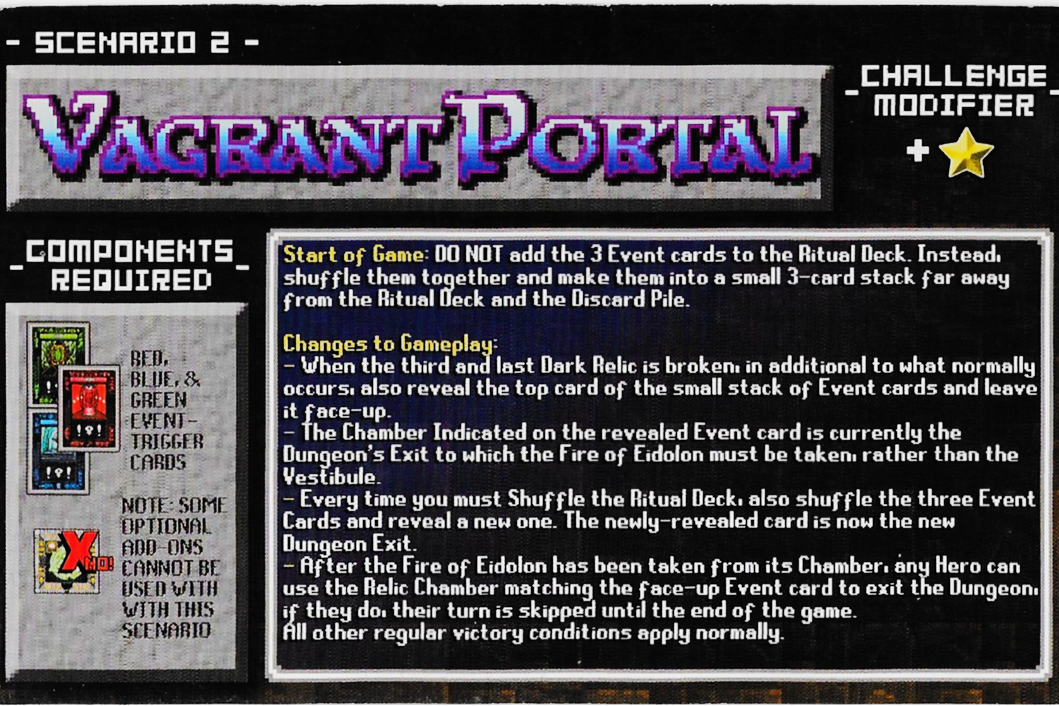 - SCENARIO 2 -
VAGRANT PORTAL
- CHALLENGE
MODIFIER -
+
- COMPONENTS
REQUIRED -
RED,
BLUE, &
GREEN
EVENT-
TRIGGER
CARDS
!?!
!?!
NOTE: SOME
OPTIONAL
ADD-ONS
CANNOT BE
USED WITH
WITH THIS
SCENARIO
X NO!
Start of Game: DO NOT add the 3 Event cards to the Ritual Deck. Instead,
shuffle them together and make them into a small 3-card stack far away
from the Ritual Deck and the Discard Pile.
Changes to Gameplay:
- When the third and last Dark Relic is broken, in additional to what normally
occurs, also reveal the top card of the small stack of Event cards and leave
it face-up.
- The Chamber Indicated on the revealed Event card is currently the
Dungeon's Exit to which the Fire of Eidolon must be taken, rather than the
Vestibule.
- Every time you must Shuffle the Ritual Deck, also shuffle the three Event
Cards and reveal a new one. The newly-revealed card is now the new
Dungeon Exit.
- After the Fire of Eidolon has been taken from its Chamber, any Hero can
use the Relic Chamber matching the face-up Event card to exit the Dungeon,
if they do, their turn is skipped until the end of the game.
All other regular victory conditions apply normally.